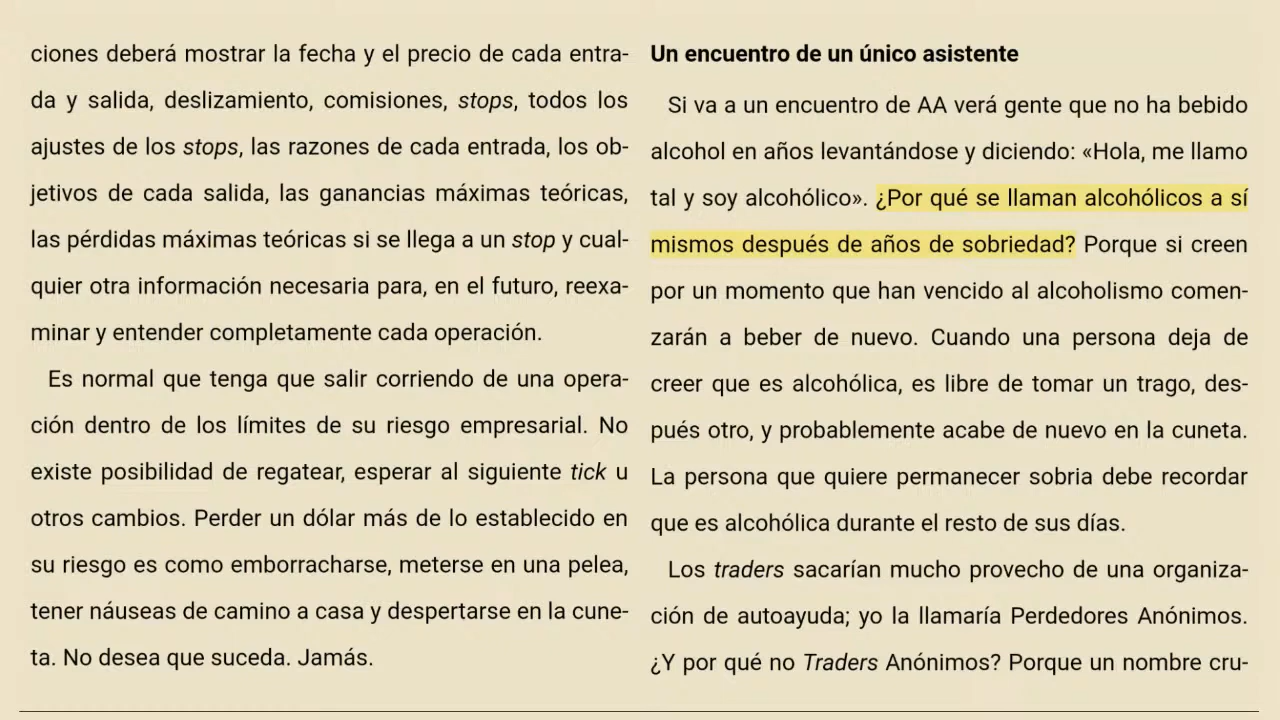 ciones deberá mostrar la fecha y el precio de cada entra-
da y salida, deslizamiento, comisiones, stops, todos los
ajustes de los stops, las razones de cada entrada, los ob-
jetivos de cada salida, las ganancias máximas teóricas,
las pérdidas máximas teóricas si se llega a un stop y cual-
quier otra información necesaria para, en el futuro, reexa-
minar y entender completamente cada operación.
Es normal que tenga que salir corriendo de una opera-
ción dentro de los límites de su riesgo empresarial. No
existe posibilidad de regatear, esperar al siguiente tick u
otros cambios. Perder un dólar más de lo establecido en
su riesgo es como emborracharse, meterse en una pelea,
tener náuseas de camino a casa y despertarse en la cune-
ta. No desea que suceda. Jamás.
Un encuentro de un único asistente
Si va a un encuentro de AA verá gente que no ha bebido
alcohol en años levantándose y diciendo: «Hola, me llamo
tal y soy alcohólico». ¿Por qué se llaman alcohólicos a sí
mismos después de años de sobriedad? Porque si creen
por un momento que han vencido al alcoholismo comen-
zarán a beber de nuevo. Cuando una persona deja de
creer que es alcohólica, es libre de tomar un trago, des-
pués otro, y probablemente acabe de nuevo en la cuneta.
La persona que quiere permanecer sobria debe recordar
que es alcohólica durante el resto de sus días.
Los traders sacarían mucho provecho de una organiza-
ción de autoayuda; yo la llamaría Perdedores Anónimos.
¿Y por qué no Traders Anónimos? Porque un nombre cru-